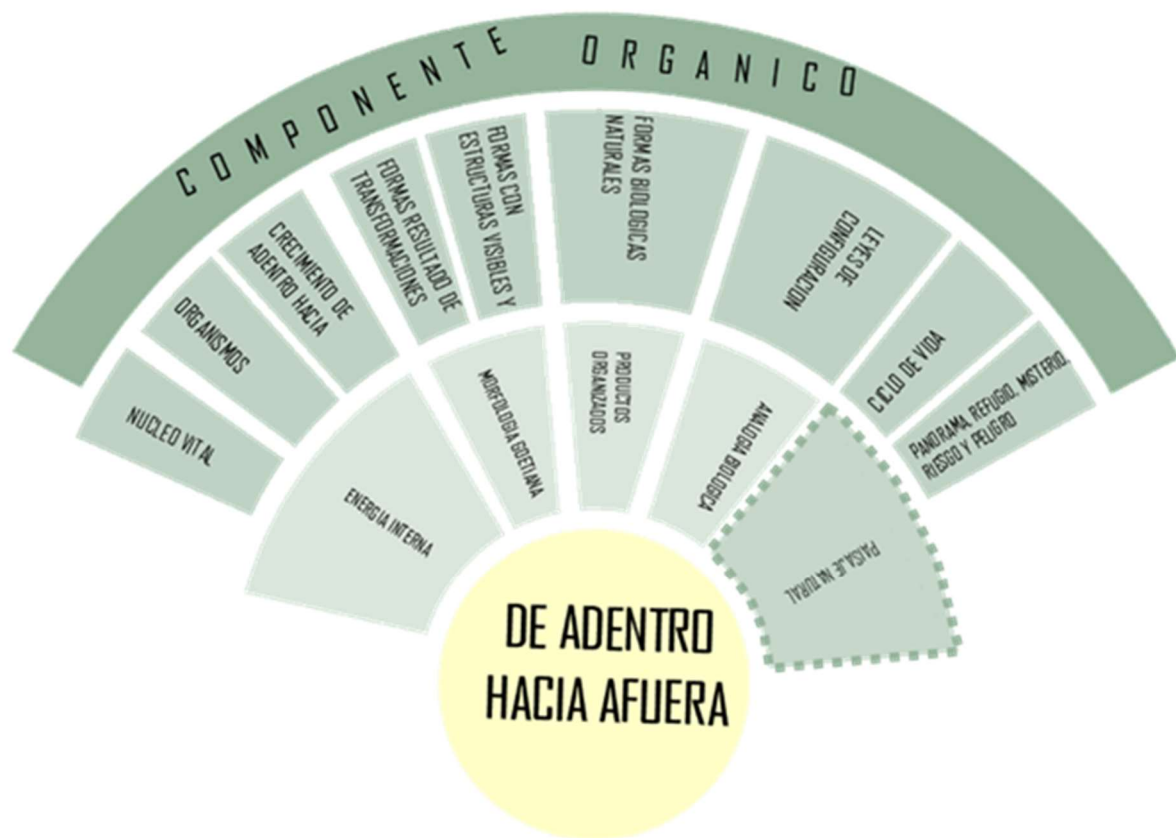 COMPONENTE ORGANICO
NUCLEO VITAL
ORGANISMOS
CRECIMIENTO DE
ADENTRO HACIA
FORMAS RESULTADO DE
TRANSFORMACIONES
FORMAS CON
ESTRUCTURAS VISIBLES Y
FORMAS BIOLOGICAS
NATURALES
LEYES DE
CONFIGURACION
CICLO DE VIDA
PANORAMA, REFUGIO, MISTERIO,
RIESGO Y PELIGRO
ENERGIA INTERNA
MORFOLOGIA GOETIANA
PRODUCTOS
ORGANIZADOS
ANALOGIA BIOLOGICA
PAISAJE NATURAL
DE ADENTRO
HACIA AFUERA